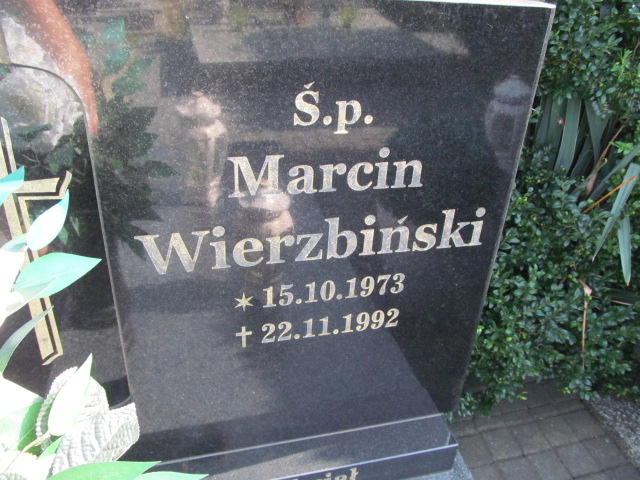 Ś.p.
Marcin
Wierzbiński
* 15.10.1973
✝ 22.11.1992